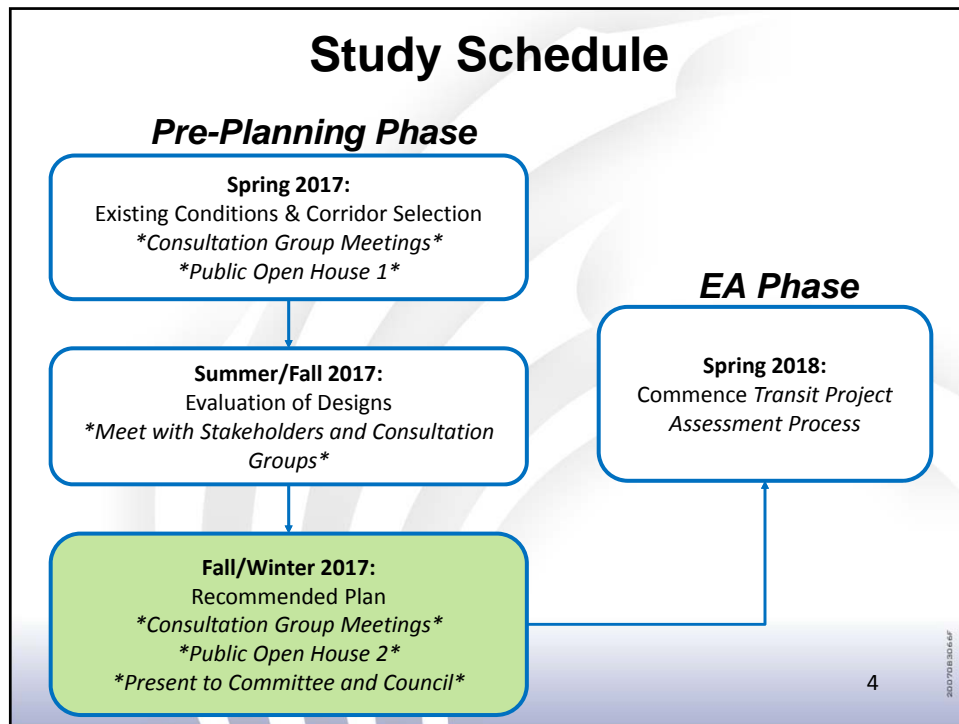 Study Schedule
Pre-Planning Phase
Spring 2017:
Existing Conditions & Corridor Selection
*Consultation Group Meetings*
*Public Open House 1*
Summer/Fall 2017:
Evaluation of Designs
*Meet with Stakeholders and Consultation
Groups*
Fall/Winter 2017:
Recommended Plan
*Consultation Group Meetings*
*Public Open House 2*
*Present to Committee and Council*
EA Phase
Spring 2018:
Commence Transit Project
Assessment Process
4
2007083066F